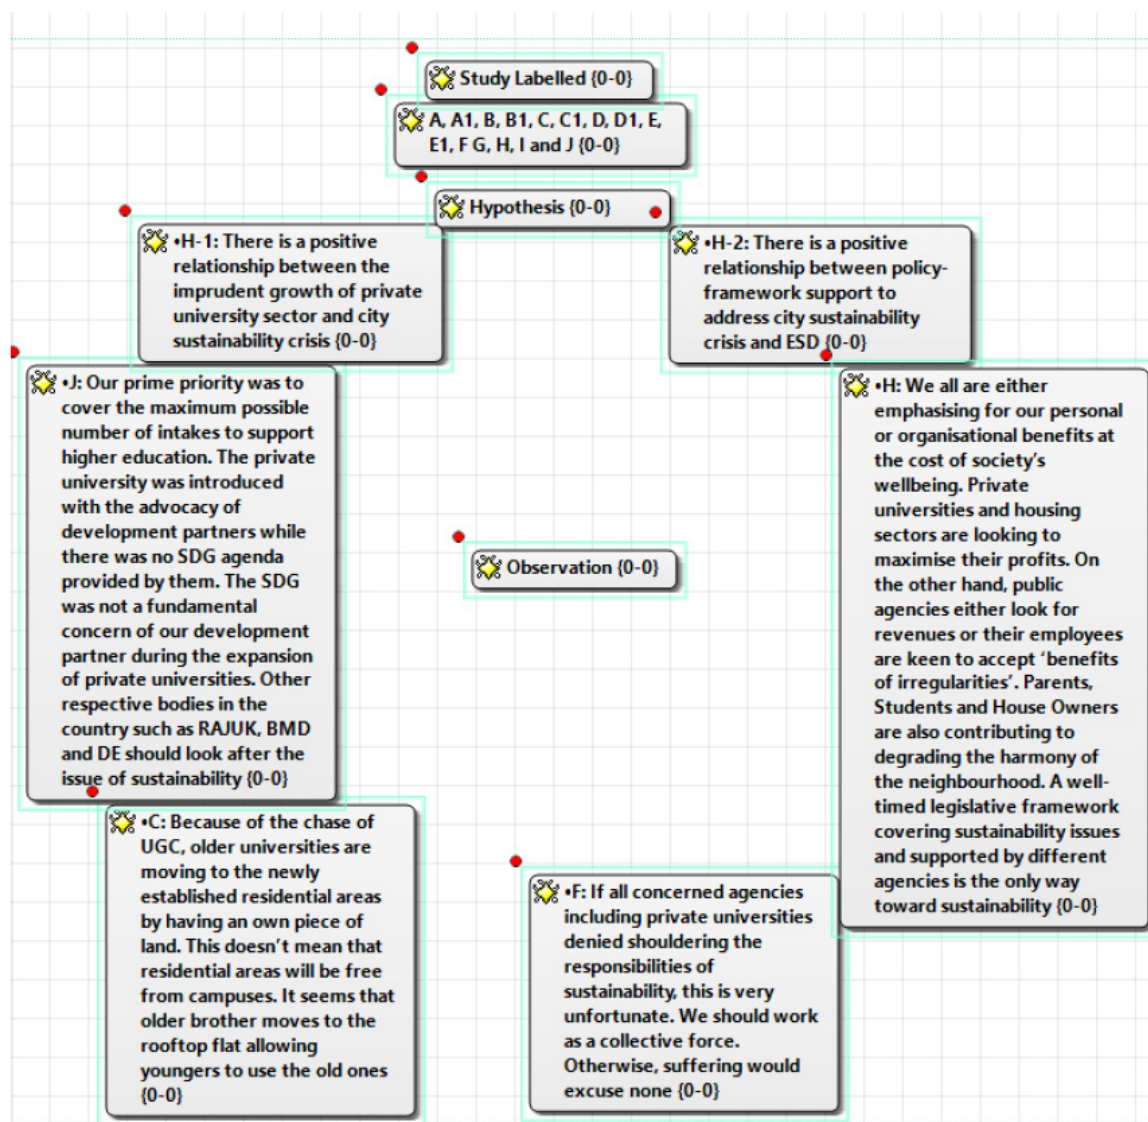 Study Labelled {0-0}
A, A1, B, B1, C, C1, D, D1, E,
E1, F G, H, I and J {0-0}
Hypothesis {0-0}
•H-1: There is a positive
relationship between the
imprudent growth of private
university sector and city
sustainability crisis {0-0}
•H-2: There is a positive
relationship between policy-
framework support to
address city sustainability
crisis and ESD {0-0}
•J: Our prime priority was to
cover the maximum possible
number of intakes to support
higher education. The private
university was introduced
with the advocacy of
development partners while
there was no SDG agenda
provided by them. The SDG
was not a fundamental
concern of our development
partner during the expansion
of private universities. Other
respective bodies in the
country such as RAJUK, BMD
and DE should look after the
issue of sustainability {0-0}
•H: We all are either
emphasising for our personal
or organisational benefits at
the cost of society's
wellbeing. Private
universities and housing
sectors are looking to
maximise their profits. On
the other hand, public
agencies either look for
revenues or their employees
are keen to accept ‘benefits
of irregularities’. Parents,
Students and House Owners
are also contributing to
degrading the harmony of
the neighbourhood. A well-
timed legislative framework
covering sustainability issues
and supported by different
agencies is the only way
toward sustainability {0-0}
Observation {0-0}
•C: Because of the chase of
UGC, older universities are
moving to the newly
established residential areas
by having an own piece of
land. This doesn't mean that
residential areas will be free
from campuses. It seems that
older brother moves to the
rooftop flat allowing
youngers to use the old ones
{0-0}
•F: If all concerned agencies
including private universities
denied shouldering the
responsibilities of
sustainability, this is very
unfortunate. We should work
as a collective force.
Otherwise, suffering would
excuse none {0-0}